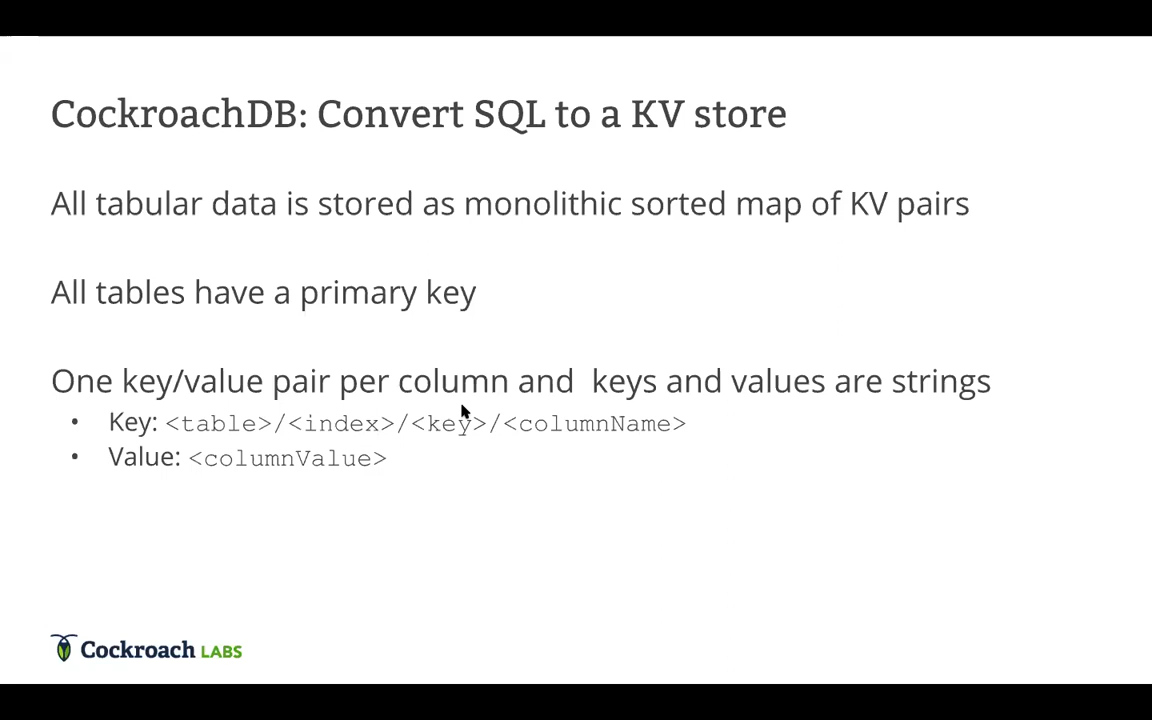 CockroachDB: Convert SQL to a KV store
All tabular data is stored as monolithic sorted map of KV pairs
All tables have a primary key
One key/value pair per column and  keys and values are strings
• Key: <table>/<index>/<key>/<columnName>
• Value: <columnValue>
Cockroach LABS